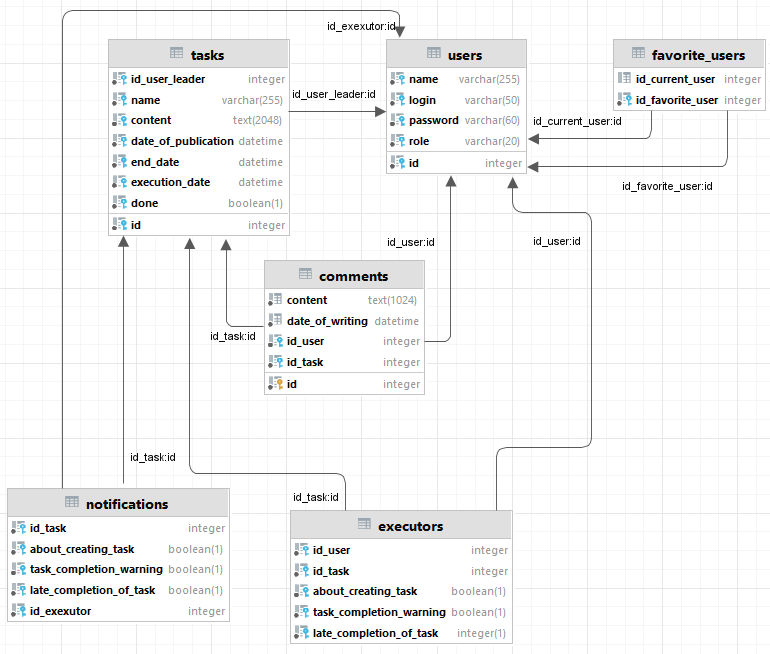 id_exexutor:id
tasks
id_user_leader integer
name varchar(255)
content text(2048)
date_of_publication datetime
end_date datetime
execution_date datetime
done boolean(1)
id integer
id_user_leader:id
users
name varchar(255)
login varchar(50)
password varchar(60)
role varchar(20)
id integer
favorite_users
id_current_user integer
id_favorite_user integer
id_current_user:id
id_favorite_user:id
id_user:id
id_user:id
comments
content text(1024)
date_of_writing datetime
id_user integer
id_task integer
id integer
id_task:id
id_task:id
id_task:id
notifications
id_task integer
about_creating_task boolean(1)
task_completion_warning boolean(1)
late_completion_of_task boolean(1)
id_exexutor integer
executors
id_user integer
id_task integer
about_creating_task boolean(1)
task_completion_warning boolean(1)
late_completion_of_task integer(1)